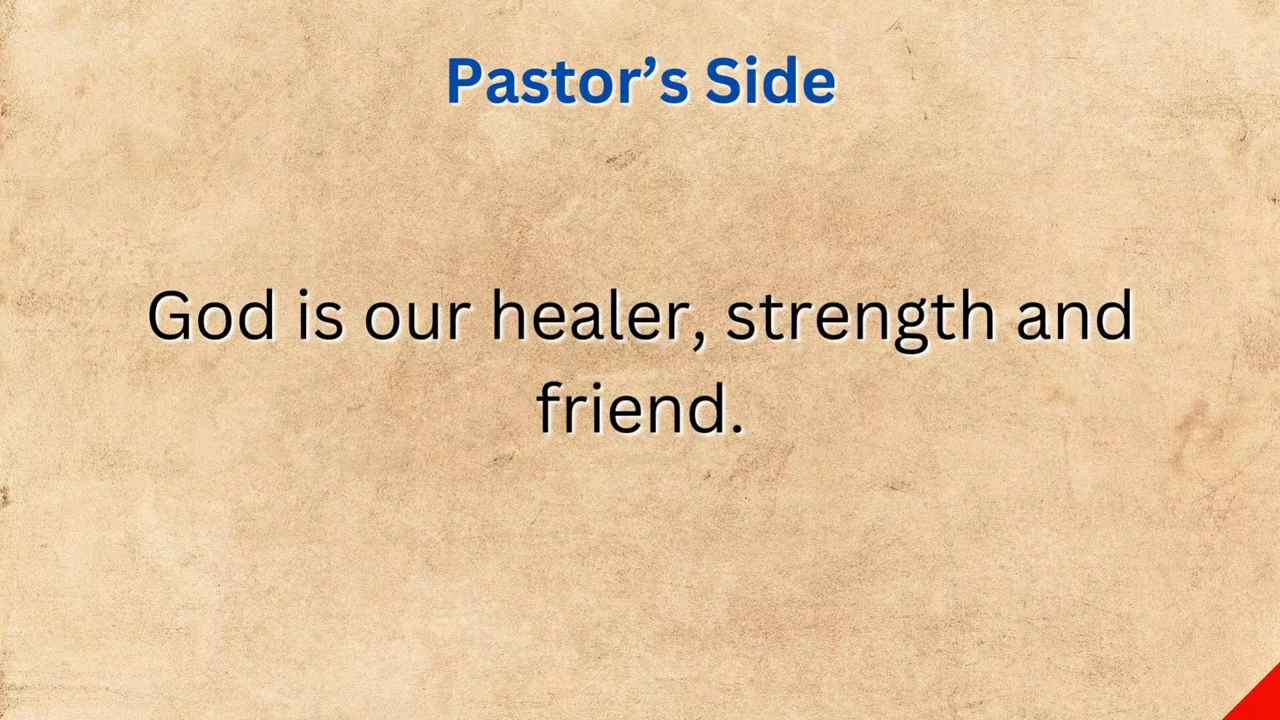 Pastor’s Side
God is our healer, strength and
friend.